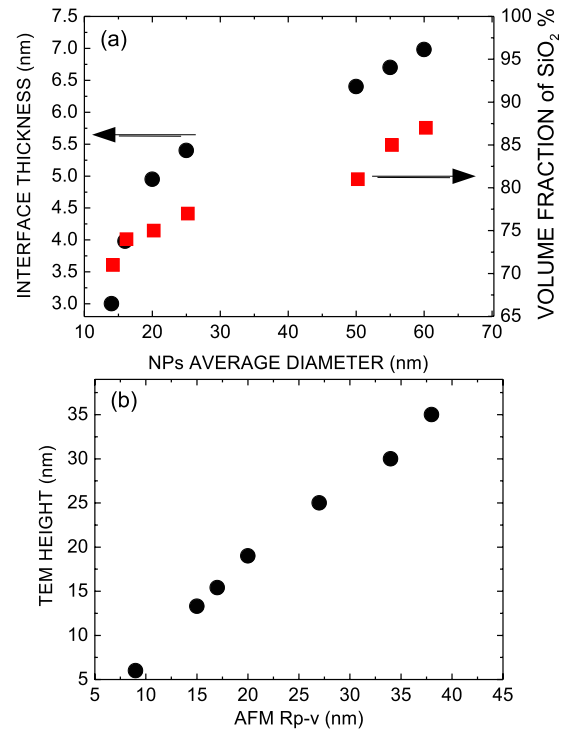 (a)
7.5
7.0
6.5
6.0
5.5
5.0
4.5
4.0
3.5
3.0
INTERFACE THICKNESS (nm)
100
95
90
85
80
75
70
65
VOLUME FRACTION of SiO₂ %
10 20 30 40 50 60 70
NPs AVERAGE DIAMETER (nm)
(b)
35
30
25
20
15
10
5
TEM HEIGHT (nm)
5 10 15 20 25 30 35 40 45
AFM Rp-v (nm)